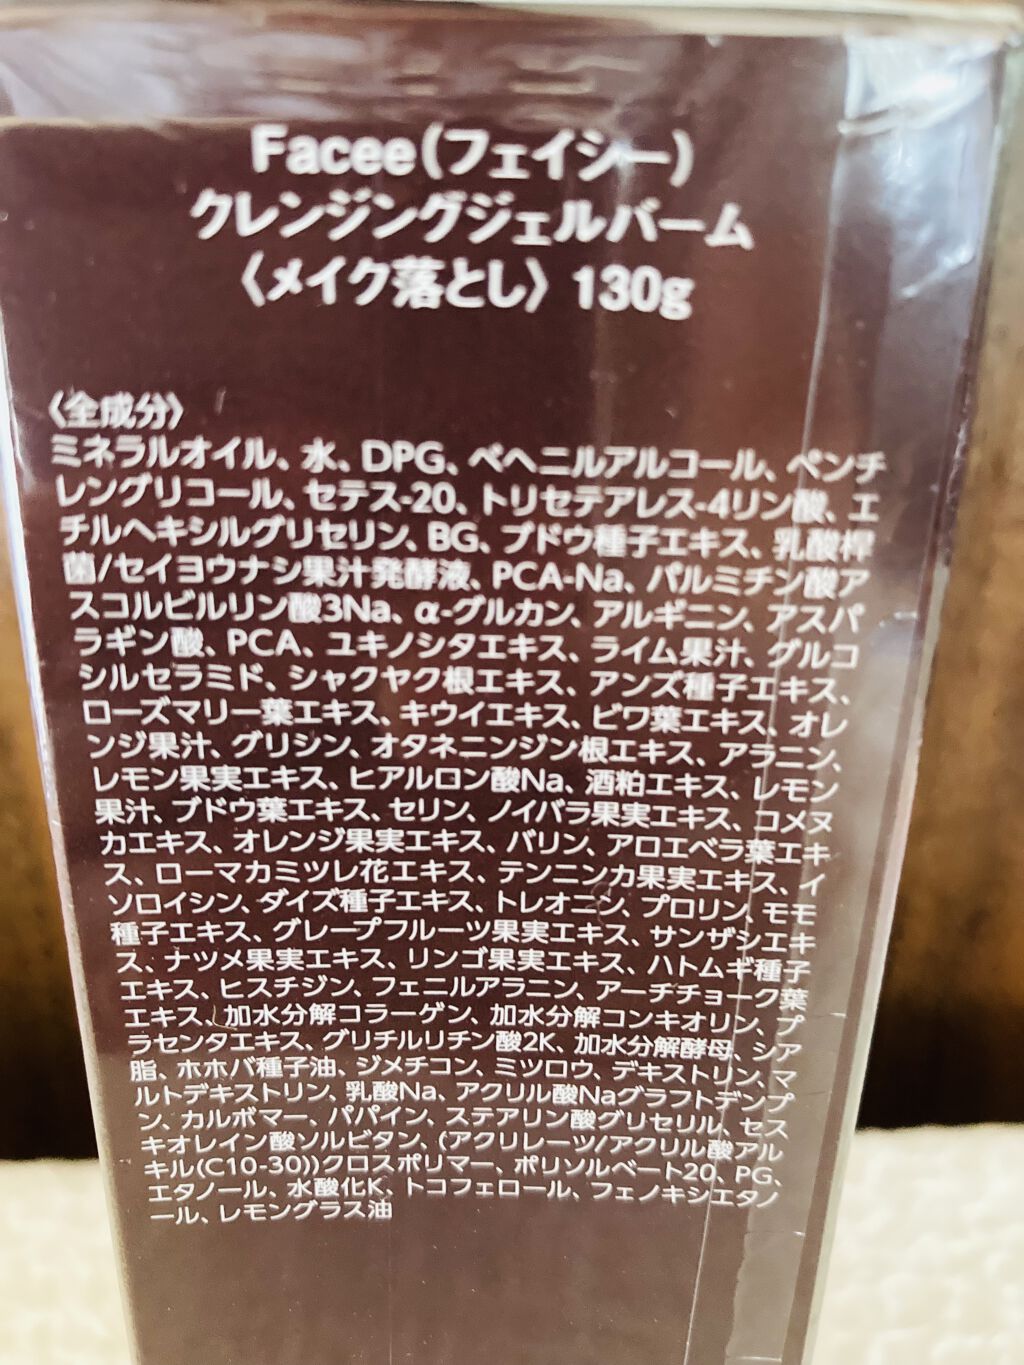 Facee(フェイシー)
クレンジングジェルバーム
〈メイク落とし〉 130g
〈全成分〉
ミネラルオイル、水、DPG、ベヘニルアルコール、ペンチ
レングリコール、セテス-20、トリセテアレス-4リン酸、エ
チルヘキシルグリセリン、BG、ブドウ種子エキス、乳酸桿
菌/セイヨウナシ果汁発酵液、PCA-Na、パルミチン酸ア
スコルビルリン酸3Na、α-グルカン、アルギニン、アスパ
ラギン酸、PCA、ユキノシタエキス、ライム果汁、グルコ
シルセラミド、シャクヤク根エキス、アンズ種子エキス、
ローズマリー葉エキス、キウイエキス、ビワ葉エキス、オレ
ンジ果汁、グリシン、オタネニンジン根エキス、アラニン、
レモン果実エキス、ヒアルロン酸Na、酒粕エキス、レモン
果汁、ブドウ葉エキス、セリン、ノイバラ果実エキス、コメヌ
カエキス、オレンジ果実エキス、バリン、アロエベラ葉エキ
ス、ローマカミツレ花エキス、テンニンカ果実エキス、イ
ソロイシン、ダイズ種子エキス、トレオニン、プロリン、モモ
種子エキス、グレープフルーツ果実エキス、サンザシエキ
ス、ナツメ果実エキス、リンゴ果実エキス、ハトムギ種子
エキス、ヒスチジン、フェニルアラニン、アーチチョーク葉
エキス、加水分解コラーゲン、加水分解コンキオリン、プ
ラセンタエキス、グリチルリチン酸2K、加水分解酵母、シア
脂、ホホバ種子油、ジメチコン、ミツロウ、デキストリン、マ
ルトデキストリン、乳酸Na、アクリル酸Naグラフトデンプ
ン、カルボマー、パパイン、ステアリン酸グリセリル、セス
キオレイン酸ソルビタン、(アクリレーツ/アクリル酸アル
キル(C10-30))クロスポリマー、ポリソルベート20、PG、
エタノール、水酸化K、トコフェロール、フェノキシエタノ
ール、レモングラス油